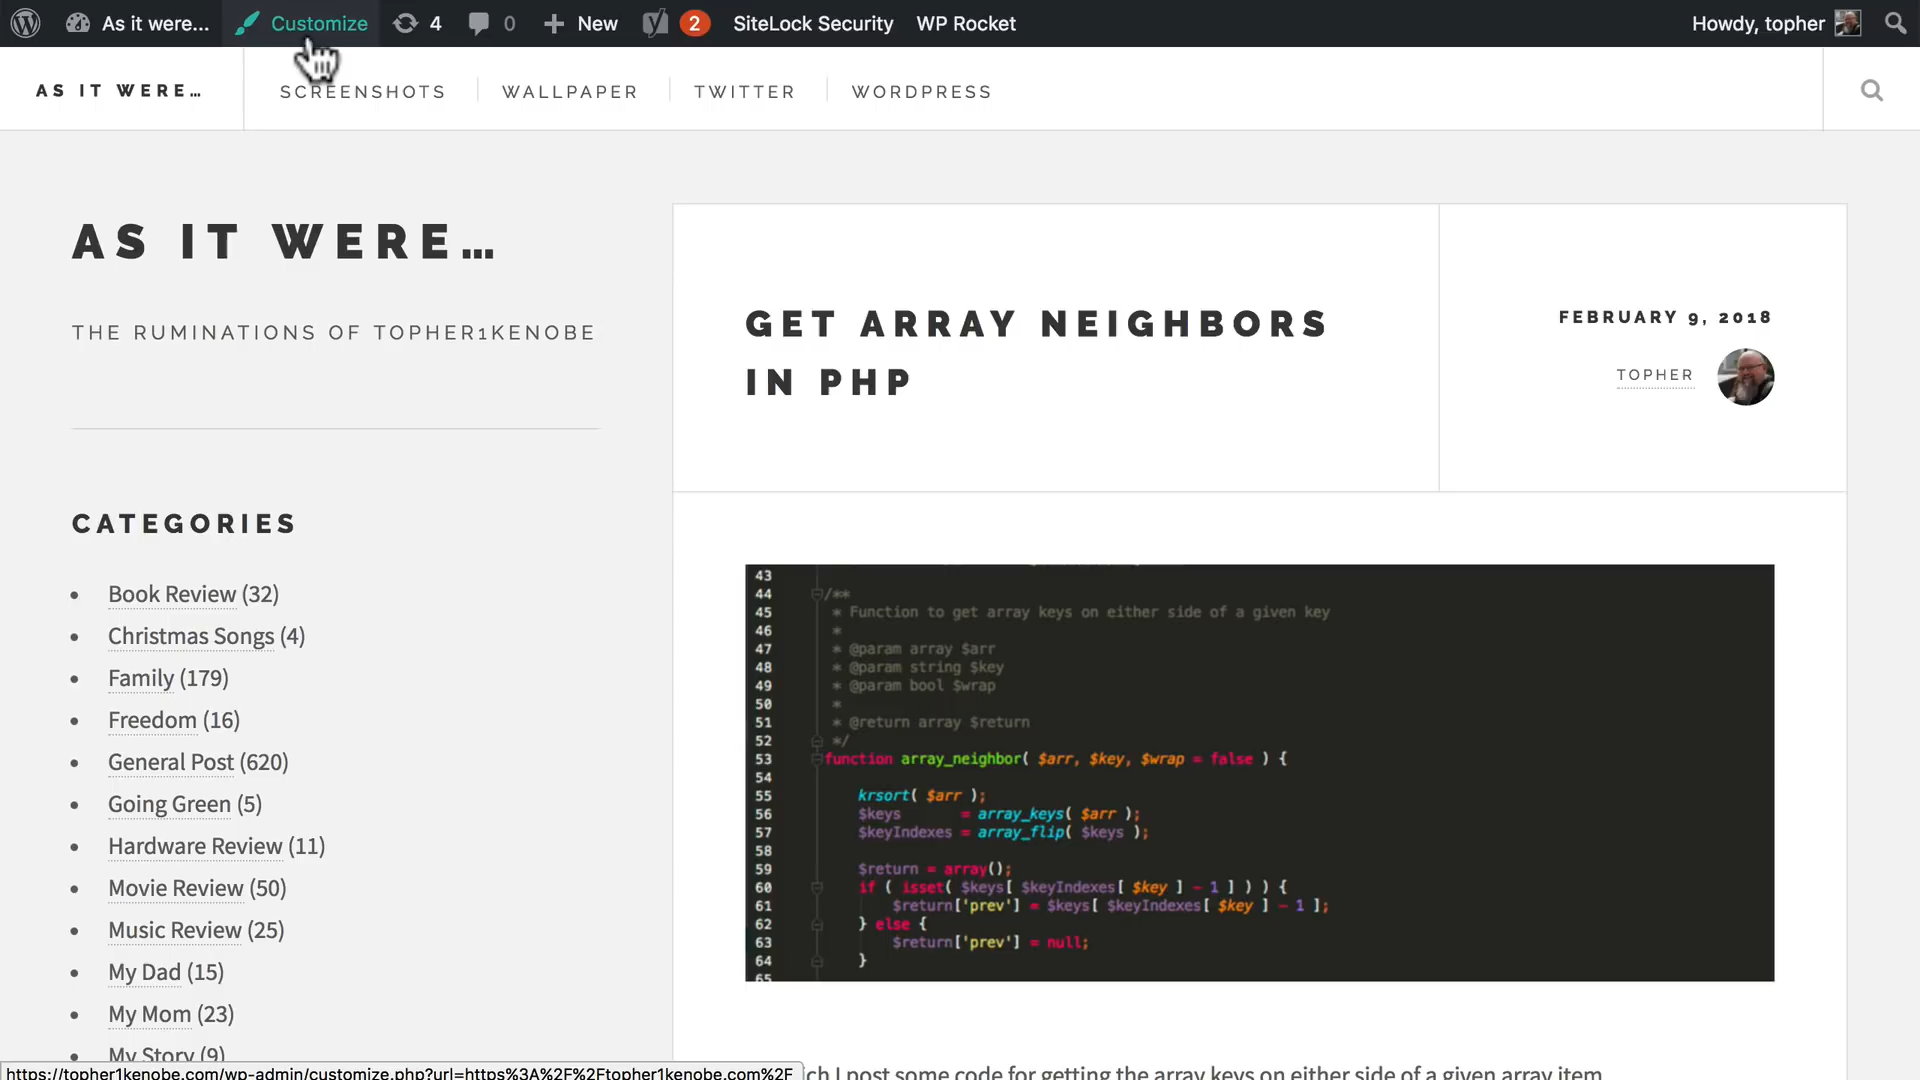 As it were... Customize 4 0 New 2 SiteLock Security WP Rocket Howdy, topher
AS IT WERE… SCREENSHOTS WALLPAPER TWITTER WORDPRESS
AS IT WERE…
THE RUMINATIONS OF TOPHER1KENOBE
CATEGORIES
Book Review (32)
Christmas Songs (4)
Family (179)
Freedom (16)
General Post (620)
Going Green (5)
Hardware Review (11)
Movie Review (50)
Music Review (25)
My Dad (15)
My Mom (23)
My Story (9)
GET ARRAY NEIGHBORS
IN PHP
FEBRUARY 9, 2018
TOPHER
43
44 /**
45 * Function to get array keys on either side of a given key
46 *
47 * @param array $arr
48 * @param string $key
49 * @param bool $wrap
50 *
51 * @return array $return
52 */
53 function array_neighbor( $arr, $key, $wrap = false ) {
54
55 krsort( $arr );
56 $keys = array_keys( $arr );
57 $keyIndexes = array_flip( $keys );
58
59 $return = array();
60 if ( isset( $keys[ $keyIndexes[ $key ] - 1 ] ) ) {
61 $return['prev'] = $keys[ $keyIndexes[ $key ] - 1 ];
62 } else {
63 $return['prev'] = null;
64 }
65
ch I post some code for getting the array keys on either side of a given array item
https://topher1kenobe.com/wp-admin/customize.php?url=https%3A%2F%2Ftopher1kenobe.com%2F